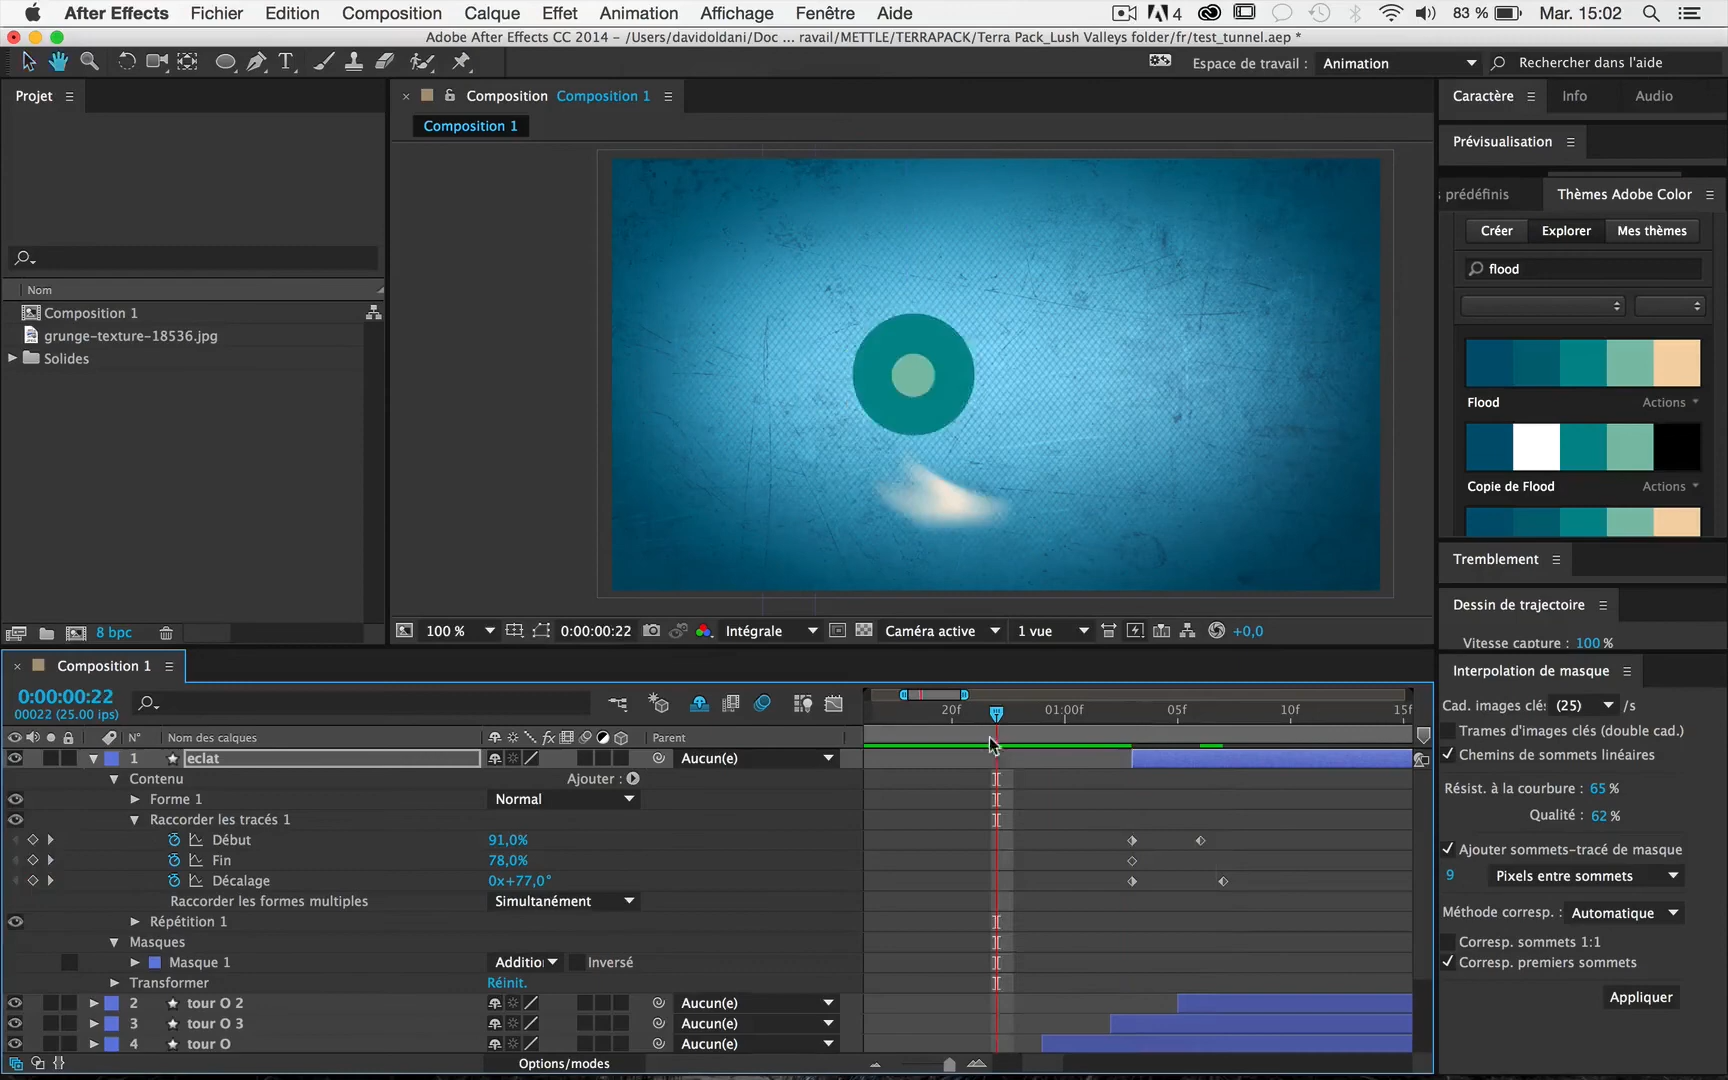 After Effects Fichier Edition Composition Calque Effet Animation Affichage Fenêtre Aide 4 83 % Mar. 15:02
Adobe After Effects CC 2014 - /Users/davidoldani/Doc ... ravail/METTLE/TERRAPACK/Terra Pack_Lush Valleys folder/fr/test_tunnel.aep *
Espace de travail : Animation Rechercher dans l'aide
Projet
Composition Composition 1
Caractère Info Audio
Composition 1
Prévisualisation
s prédéfinis Thèmes Adobe Color
Créer Explorer Mes thèmes
flood
Nom
Composition 1
grunge-texture-18536.jpg
Solides
Flood Actions
Copie de Flood Actions
Tremblement
Dessin de trajectoire
8 bpc
100 % 0:00:00:22 Intégrale Caméra active 1 vue +0,0
Vitesse capture : 100 %
Composition 1
Interpolation de masque
0:00:00:22
00022 (25.00 ips)
20f 01:00f 05f 10f 15f
Cad. images clé: (25) /s
Trames d'images clés (double cad.)
N° Nom des calques Parent
1 eclat Aucun(e)
Chemins de sommets linéaires
Contenu Ajouter :
Résist. à la courbure : 65 %
Forme 1 Normal
Qualité : 62 %
Raccorder les tracés 1
Début 91,0%
Ajouter sommets-tracé de masque
Fin 78,0%
9 Pixels entre sommets
Décalage 0x+77,0°
Raccorder les formes multiples Simultanément
Méthode corresp. : Automatique
Répétition 1
Masques
Corresp. sommets 1:1
Masque 1 Additio Inversé
Corresp. premiers sommets
Transformer Réinit.
Appliquer
2 tour O 2 Aucun(e)
3 tour O 3 Aucun(e)
4 tour O Aucun(e)
Options/modes